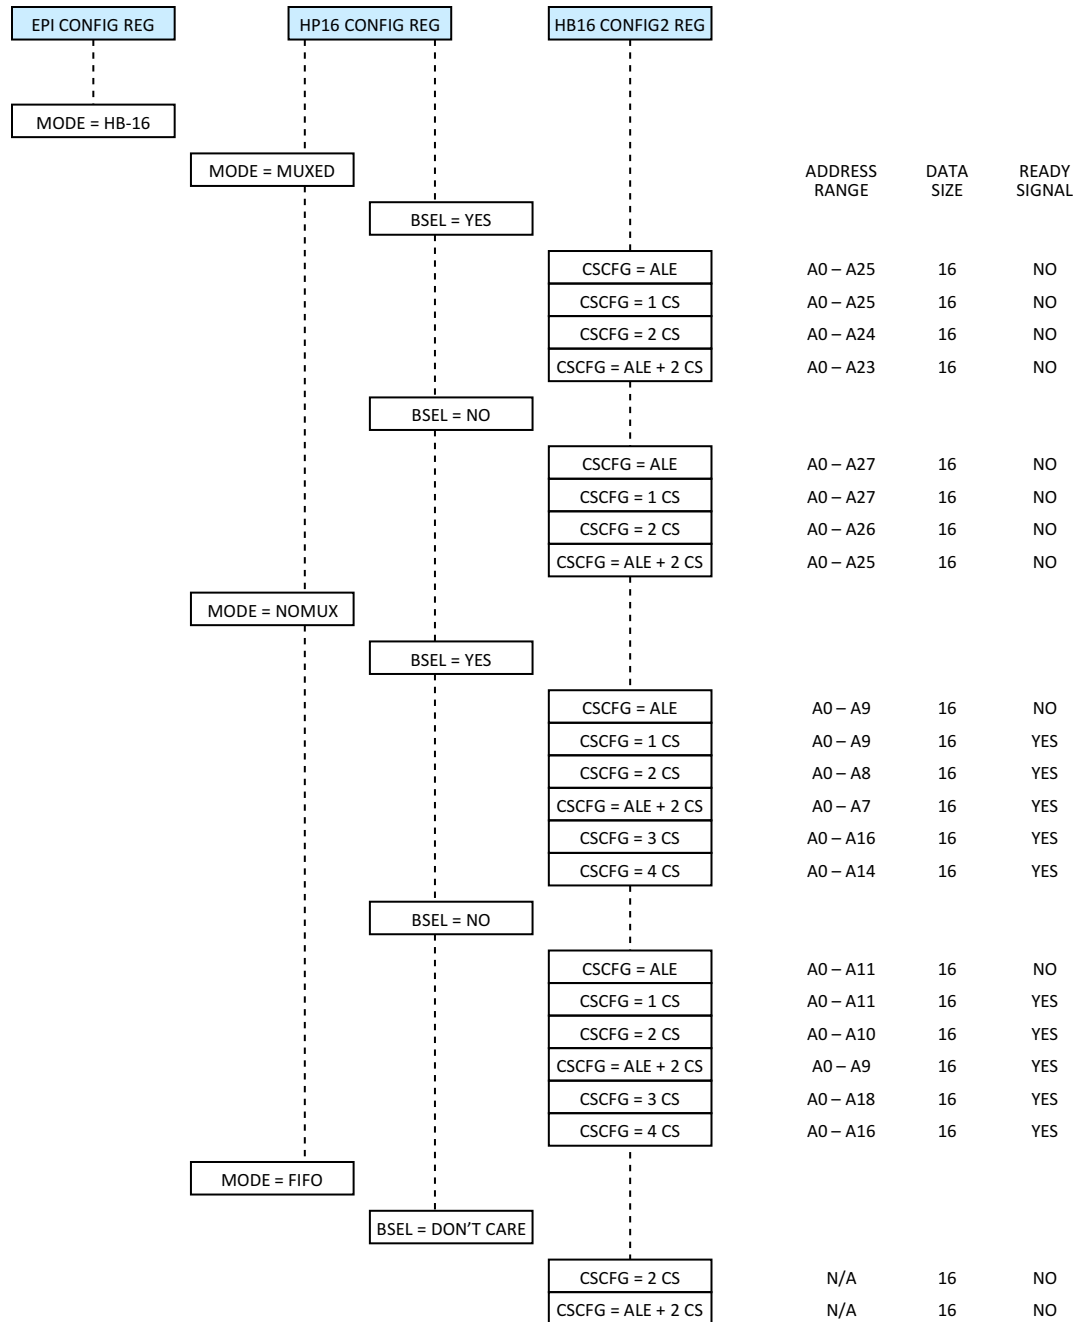 EPI CONFIG REG HP16 CONFIG REG HB16 CONFIG2 REG
MODE = HB-16
MODE = MUXED
ADDRESS RANGE DATA SIZE READY SIGNAL
BSEL = YES
CSCFG = ALE A0 – A25 16 NO
CSCFG = 1 CS A0 – A25 16 NO
CSCFG = 2 CS A0 – A24 16 NO
CSCFG = ALE + 2 CS A0 – A23 16 NO
BSEL = NO
CSCFG = ALE A0 – A27 16 NO
CSCFG = 1 CS A0 – A27 16 NO
CSCFG = 2 CS A0 – A26 16 NO
CSCFG = ALE + 2 CS A0 – A25 16 NO
MODE = NOMUX
BSEL = YES
CSCFG = ALE A0 – A9 16 NO
CSCFG = 1 CS A0 – A9 16 YES
CSCFG = 2 CS A0 – A8 16 YES
CSCFG = ALE + 2 CS A0 – A7 16 YES
CSCFG = 3 CS A0 – A16 16 YES
CSCFG = 4 CS A0 – A14 16 YES
BSEL = NO
CSCFG = ALE A0 – A11 16 NO
CSCFG = 1 CS A0 – A11 16 YES
CSCFG = 2 CS A0 – A10 16 YES
CSCFG = ALE + 2 CS A0 – A9 16 YES
CSCFG = 3 CS A0 – A18 16 YES
CSCFG = 4 CS A0 – A16 16 YES
MODE = FIFO
BSEL = DON'T CARE
CSCFG = 2 CS N/A 16 NO
CSCFG = ALE + 2 CS N/A 16 NO